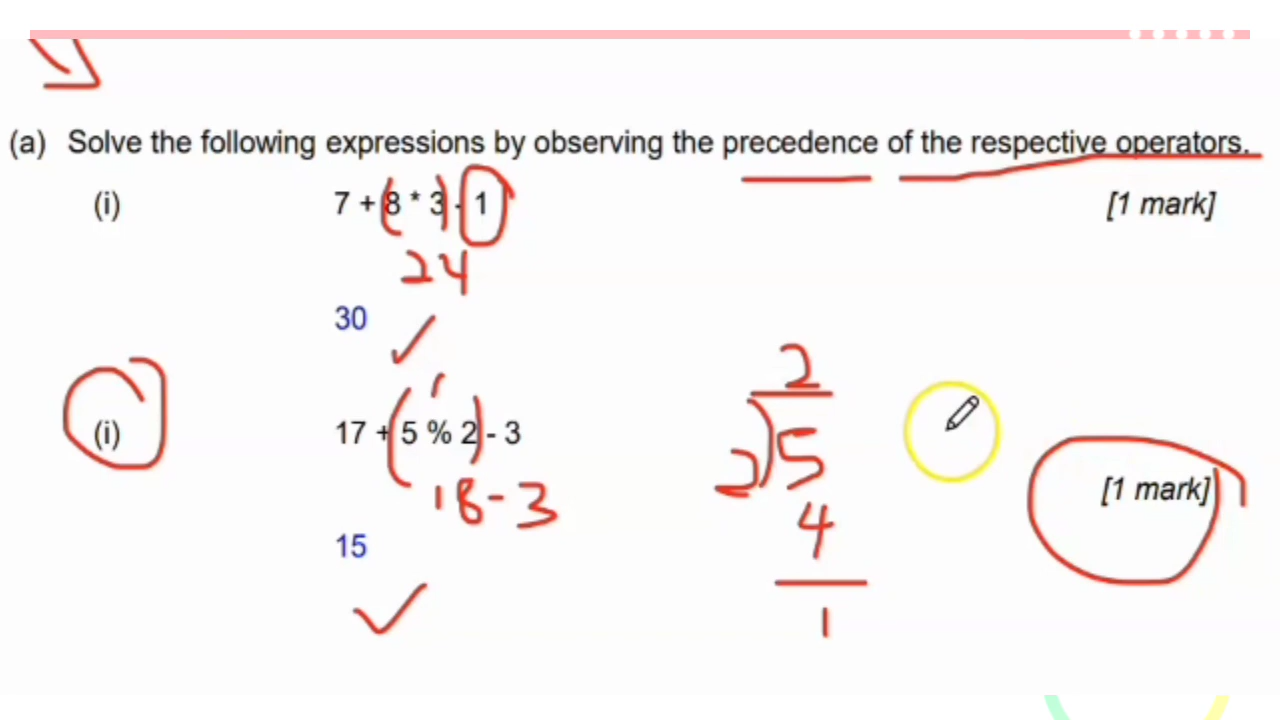 (a) Solve the following expressions by observing the precedence of the respective operators.
(i) 7 + (8 * 3) - 1 [1 mark]
24
30
2
(i) 17 + (5 % 2) - 3 2)5
1
18-3 [1 mark]
4
15
1